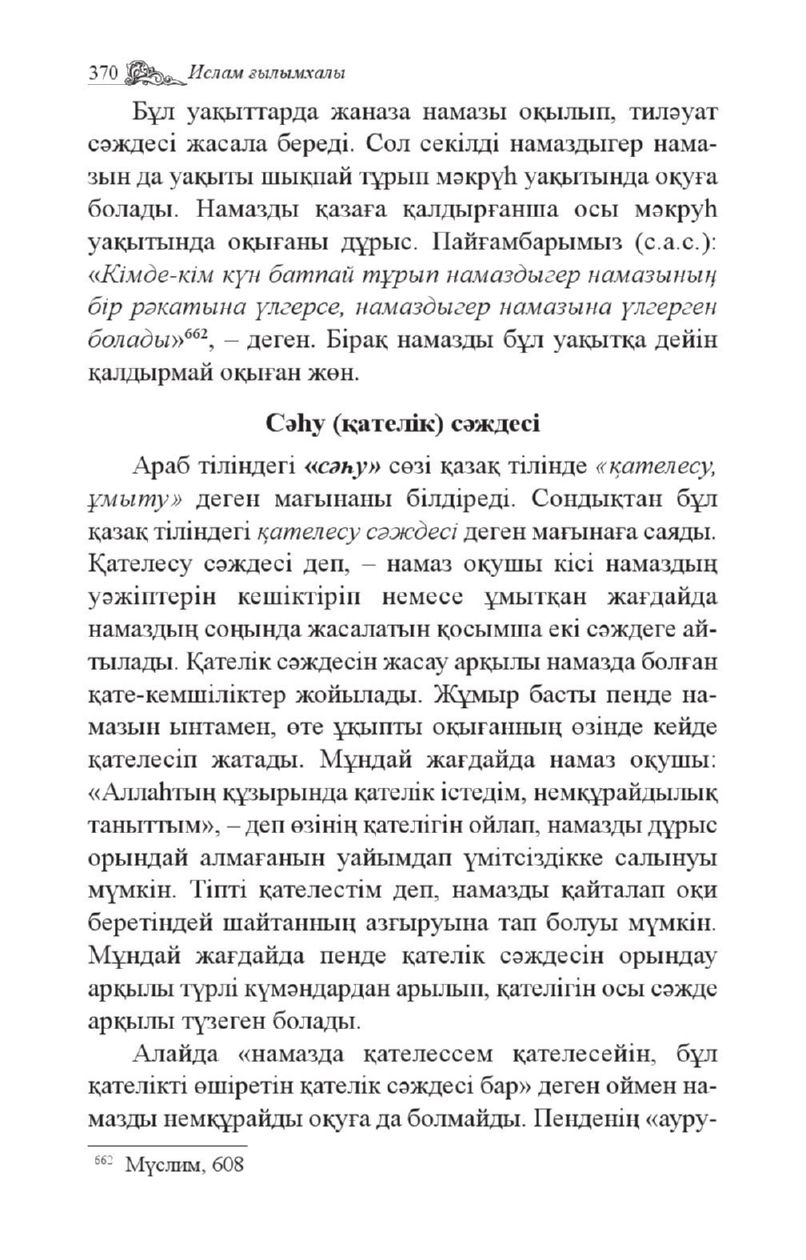 370 Ислам ғылымхалы
Бұл уақыттарда жаназа намазы оқылып, тиләуат
сәждесі жасала береді. Сол секілді намаздыгер нама-
зын да уақыты шықпай тұрып мәкрүһ уақытында оқуға
болады. Намазды қазаға қалдырғанша осы мәкруһ
уақытында оқығаны дұрыс. Пайғамбарымыз (с.а.с.):
«Кімде-кім күн батпай тұрып намаздыгер намазының
бір рәкатына үлгерсе, намаздыгер намазына үлгерген
болады»⁶⁶², – деген. Бірақ намазды бұл уақытқа дейін
қалдырмай оқыған жөн.
Сәһу (қателік) сәждесі
Араб тіліндегі «сәһу» сөзі қазақ тілінде «қателесу,
ұмыту» деген мағынаны білдіреді. Сондықтан бұл
қазақ тіліндегі қателесу сәждесі деген мағынаға саяды.
Қателесу сәждесі деп, – намаз оқушы кісі намаздың
уәжіптерін кешіктіріп немесе ұмытқан жағдайда
намаздың соңында жасалатын қосымша екі сәждеге ай-
тылады. Қателік сәждесін жасау арқылы намазда болған
қате-кемшіліктер жойылады. Жұмыр басты пенде на-
мазын ынтамен, өте ұқыпты оқығанның өзінде кейде
қателесіп жатады. Мұндай жағдайда намаз оқушы:
«Аллаһтың құзырында қателік істедім, немқұрайдылық
таныттым», – деп өзінің қателігін ойлап, намазды дұрыс
орындай алмағанын уайымдап үмітсіздікке салынуы
мүмкін. Тіпті қателестім деп, намазды қайталап оқи
беретіндей шайтанның азғыруына тап болуы мүмкін.
Мұндай жағдайда пенде қателік сәждесін орындау
арқылы түрлі күмәндардан арылып, қателігін осы сәжде
арқылы түзеген болады.
Алайда «намазда қателессем қателесейін, бұл
қателікті өшіретін қателік сәждесі бар» деген оймен на-
мазды немқұрайды оқуға да болмайды. Пенденің «ауру-
⁶⁶² Мүслим, 608